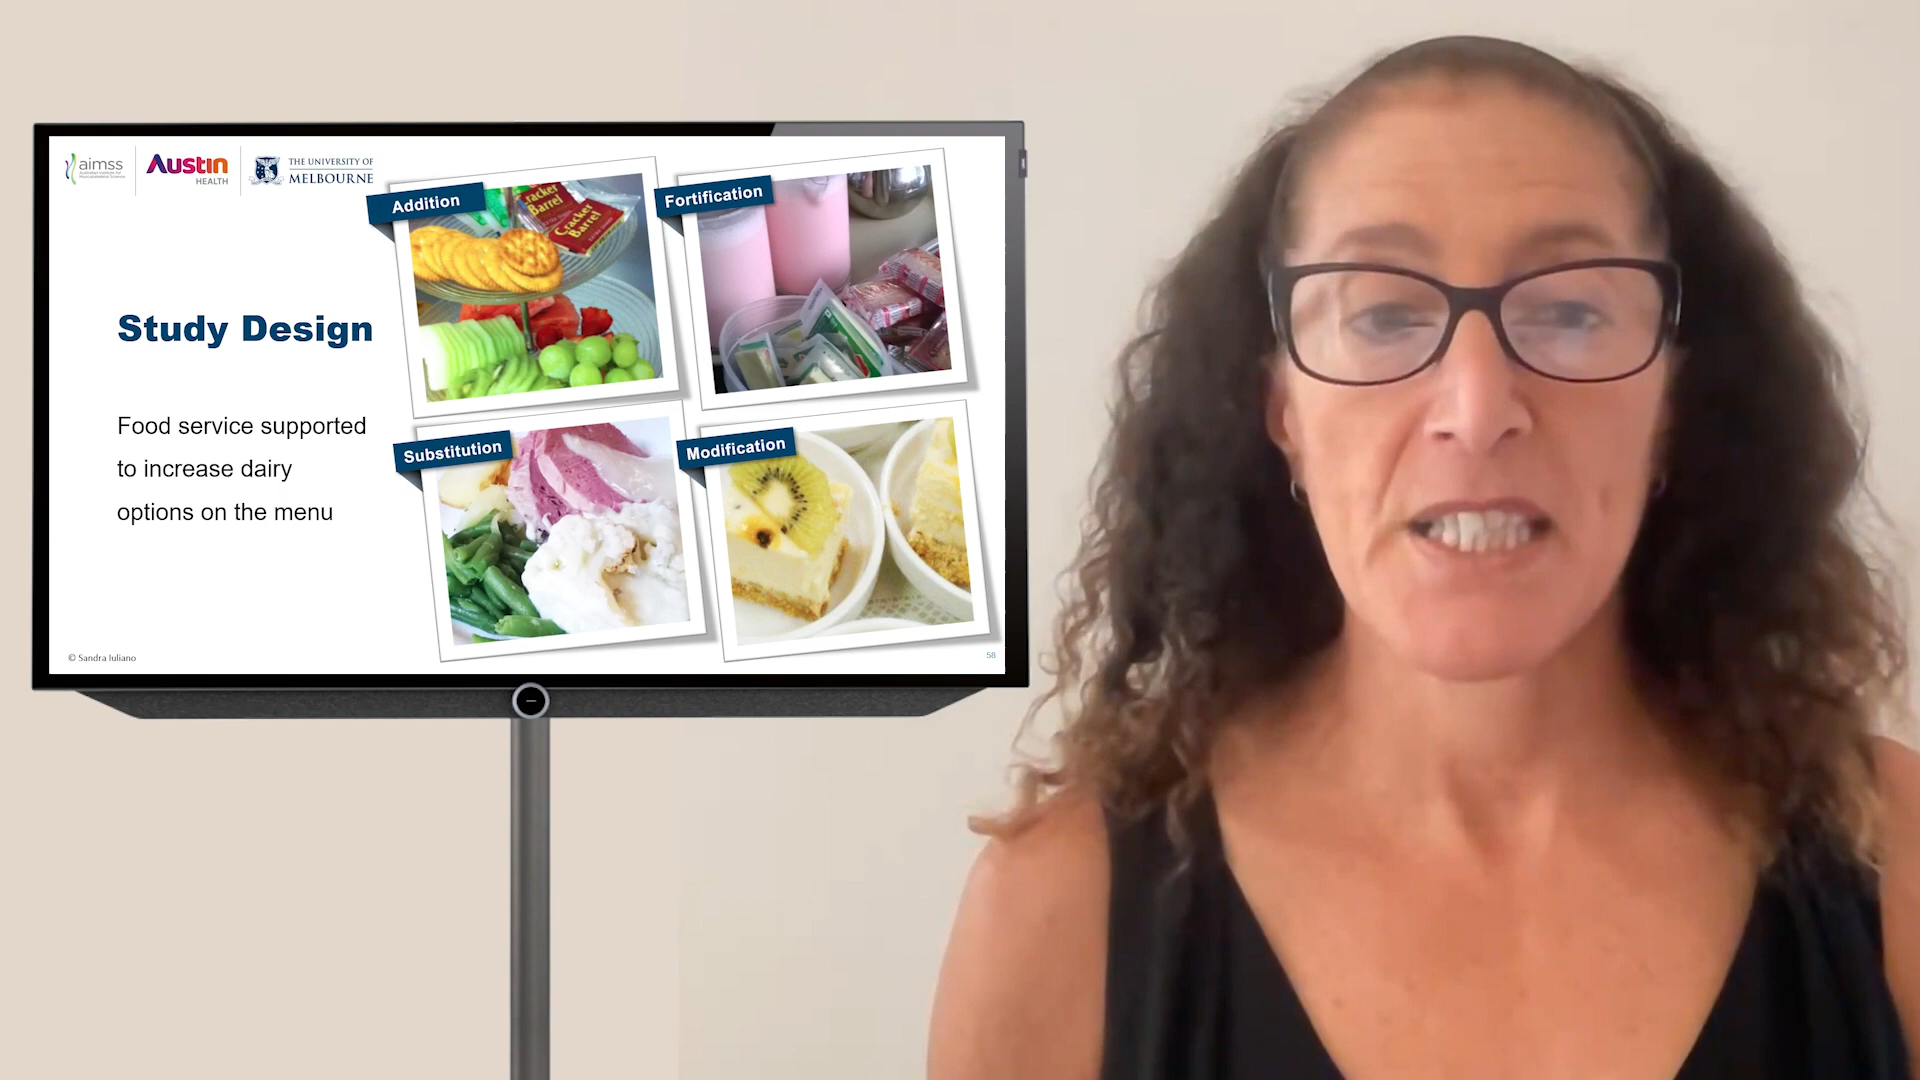 aimss
Austin
HEALTH
THE UNIVERSITY OF
MELBOURNE
Addition
Cracker
Barrel
Cracker
Barrel
Fortification
Study Design
Food service supported
to increase dairy
options on the menu
Substitution
Modification
© Sandra Iuliano
58